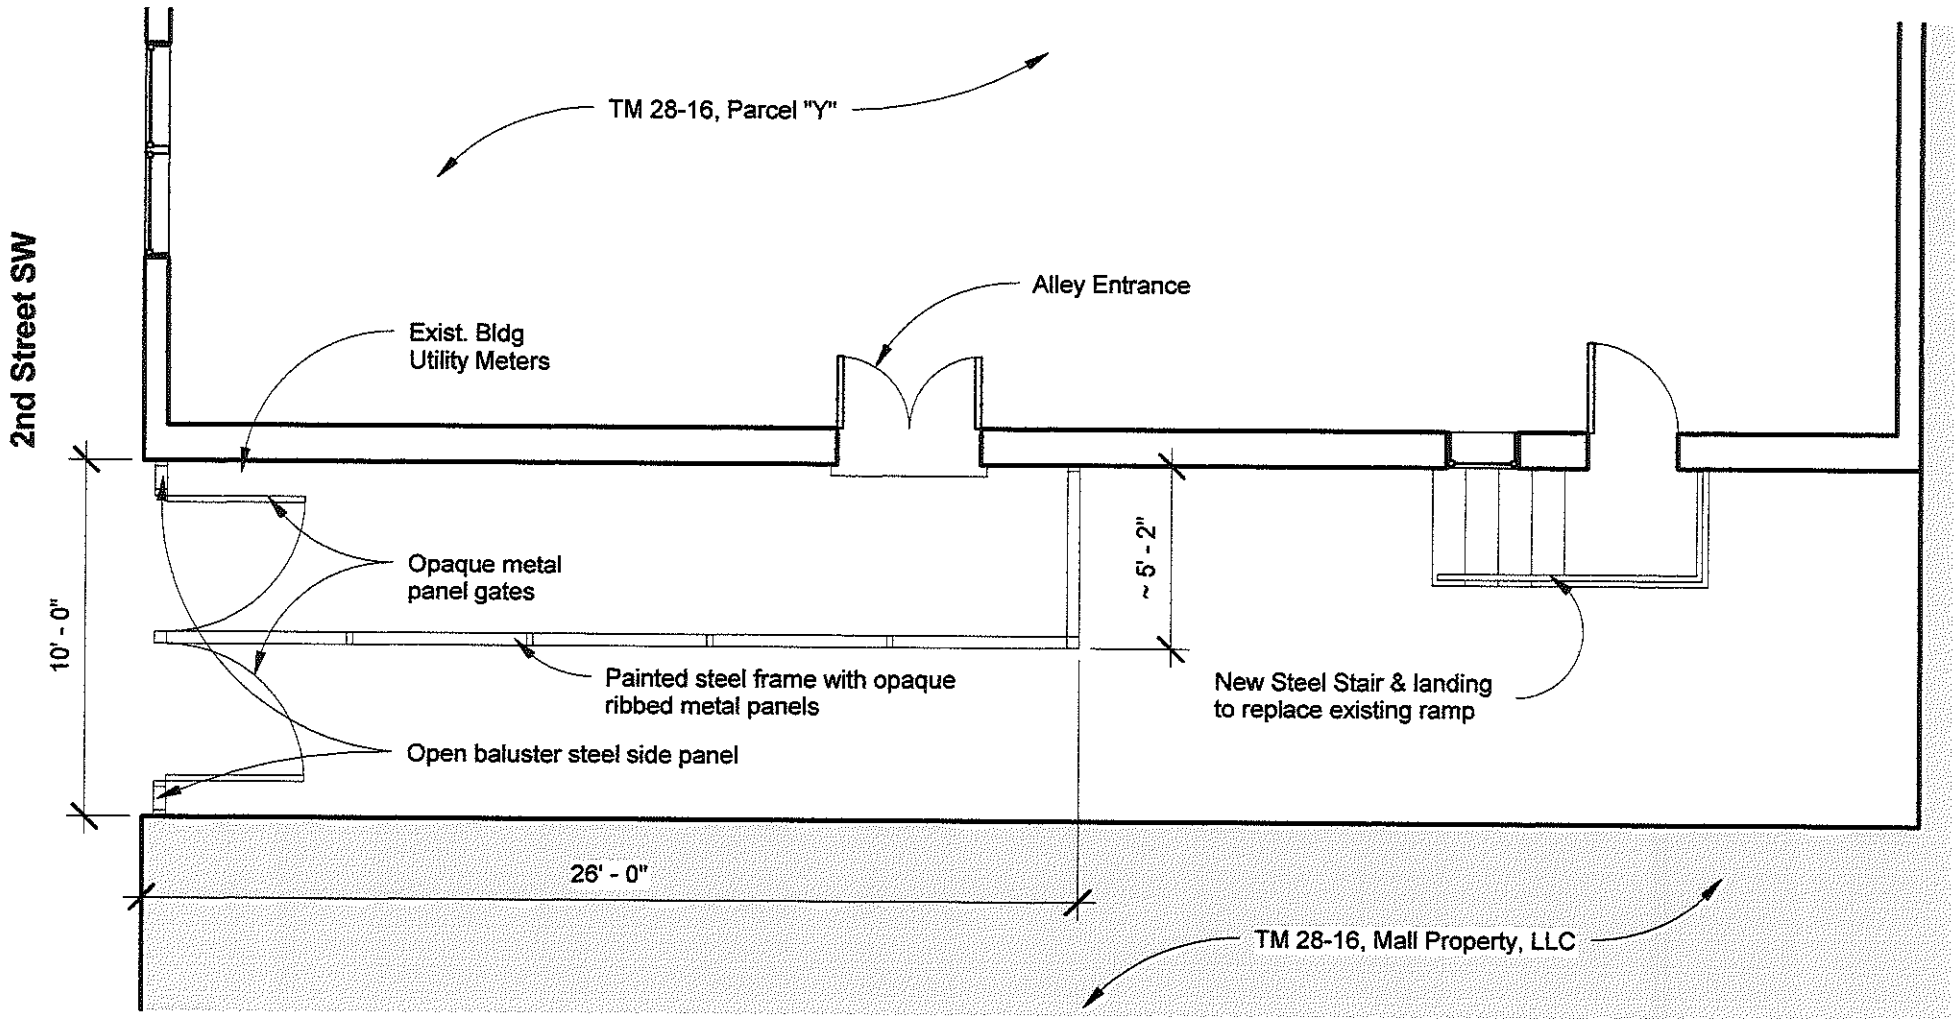 TM 28-16, Parcel "Y"
2nd Street SW
Alley Entrance
Exist. Bldg
Utility Meters
~ 5' - 2"
10' - 0"
Opaque metal
panel gates
Painted steel frame with opaque
ribbed metal panels
New Steel Stair & landing
to replace existing ramp
Open baluster steel side panel
26' - 0"
TM 28-16, Mall Property, LLC